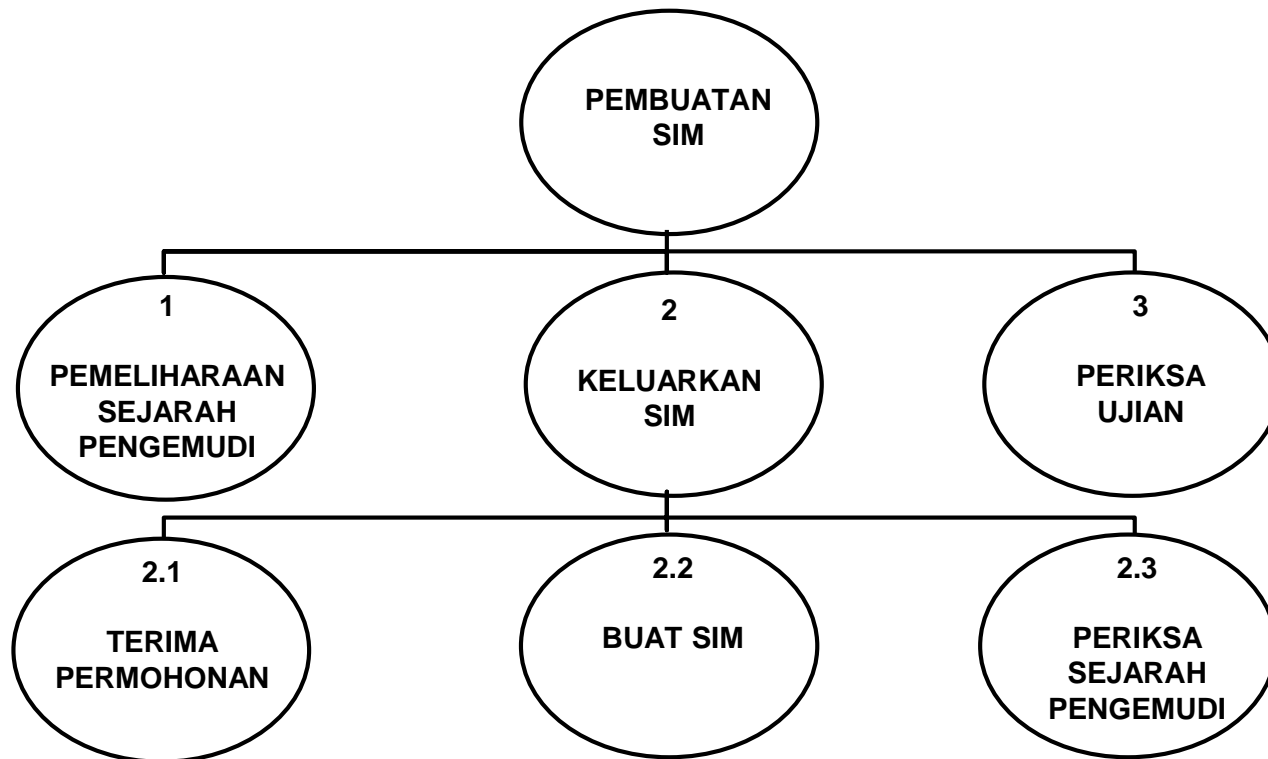 PEMBUATAN
SIM
1
PEMELIHARAAN
SEJARAH
PENGEMUDI
2
KELUARKAN
SIM
3
PERIKSA
UJIAN
2.1
TERIMA
PERMOHONAN
2.2
BUAT SIM
2.3
PERIKSA
SEJARAH
PENGEMUDI